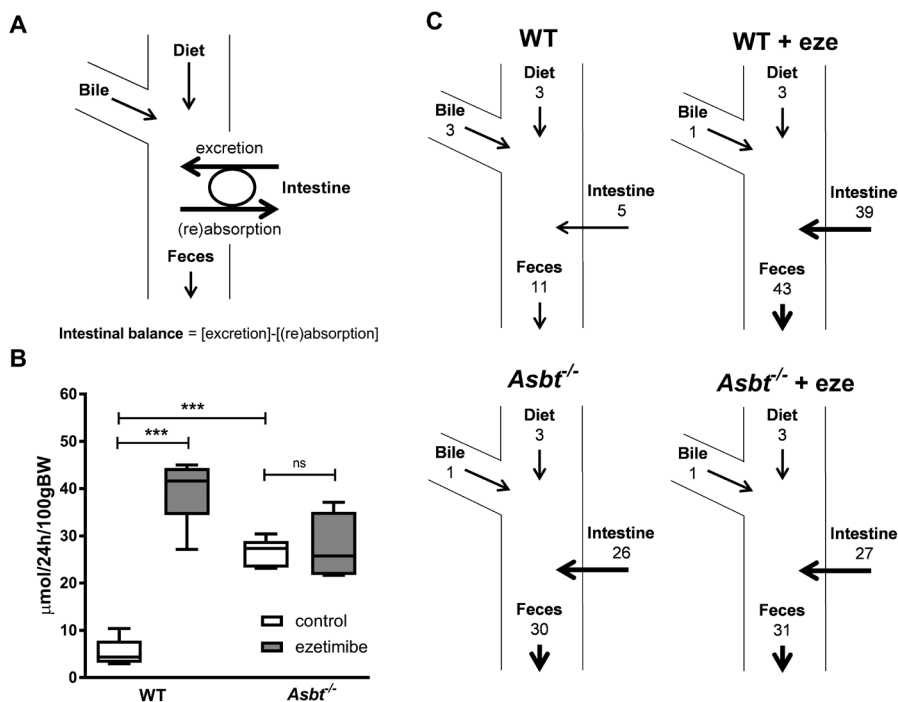 A
Diet
Bile
excretion
Intestine
(re)absorption
Feces
Intestinal balance = [excretion]-[(re)absorption]
B
μmol/24h/100gBW
60
50
40
30
20
10
0
***
***
ns
control
ezetimibe
WT
Asbt-/-
C
WT
Diet
3
Bile
3
Intestine
5
Feces
11
WT + eze
Diet
3
Bile
1
Intestine
39
Feces
43
Asbt-/-
Diet
3
Bile
1
Intestine
26
Feces
30
Asbt-/- + eze
Diet
3
Bile
1
Intestine
27
Feces
31